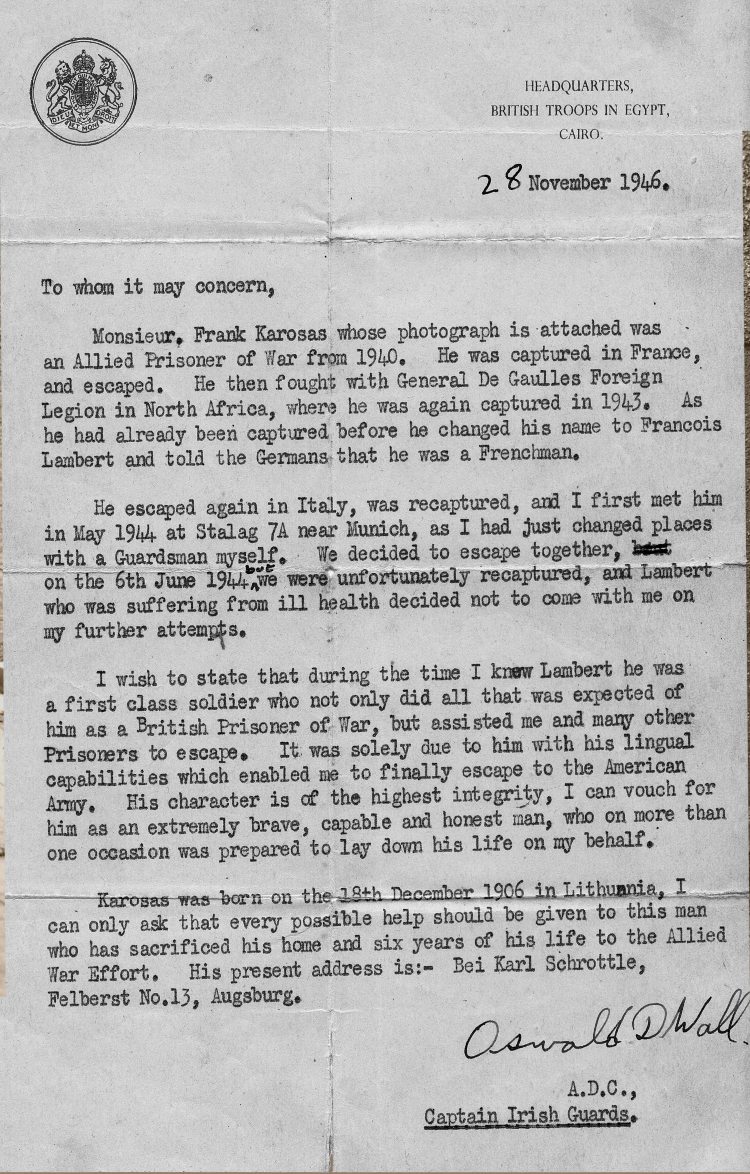 DIEU ET MON DROIT
HEADQUARTERS,
BRITISH TROOPS IN EGYPT,
CAIRO.
28 November 1946.
To whom it may concern,
Monsieur. Frank Karosas whose photograph is attached was
an Allied Prisoner of War from 1940. He was captured in France,
and escaped. He then fought with General De Gaulles Foreign
Legion in North Africa, where he was again captured in 1943. As
he had already been captured before he changed his name to Francois
Lambert and told the Germans that he was a Frenchman.
He escaped again in Italy, was recaptured, and I first met him
in May 1944 at Stalag 7A near Munich, as I had just changed places
with a Guardsman myself. We decided to escape together,
on the 6th June 1944 but we were unfortunately recaptured, and Lambert
who was suffering from ill health decided not to come with me on
my further attempts.
I wish to state that during the time I knew Lambert he was
a first class soldier who not only did all that was expected of
him as a British Prisoner of War, but assisted me and many other
Prisoners to escape. It was solely due to him with his lingual
capabilities which enabled me to finally escape to the American
Army. His character is of the highest integrity, I can vouch for
him as an extremely brave, capable and honest man, who on more than
one occasion was prepared to lay down his life on my behalf.
Karosas was born on the 18th December 1906 in Lithuania, I
can only ask that every possible help should be given to this man
who has sacrificed his home and six years of his life to the Allied
War Effort. His present address is:- Bei Karl Schrottle,
Felberst No.13, Augsburg.
Oswald D Wall.
A.D.C.,
Captain Irish Guards.